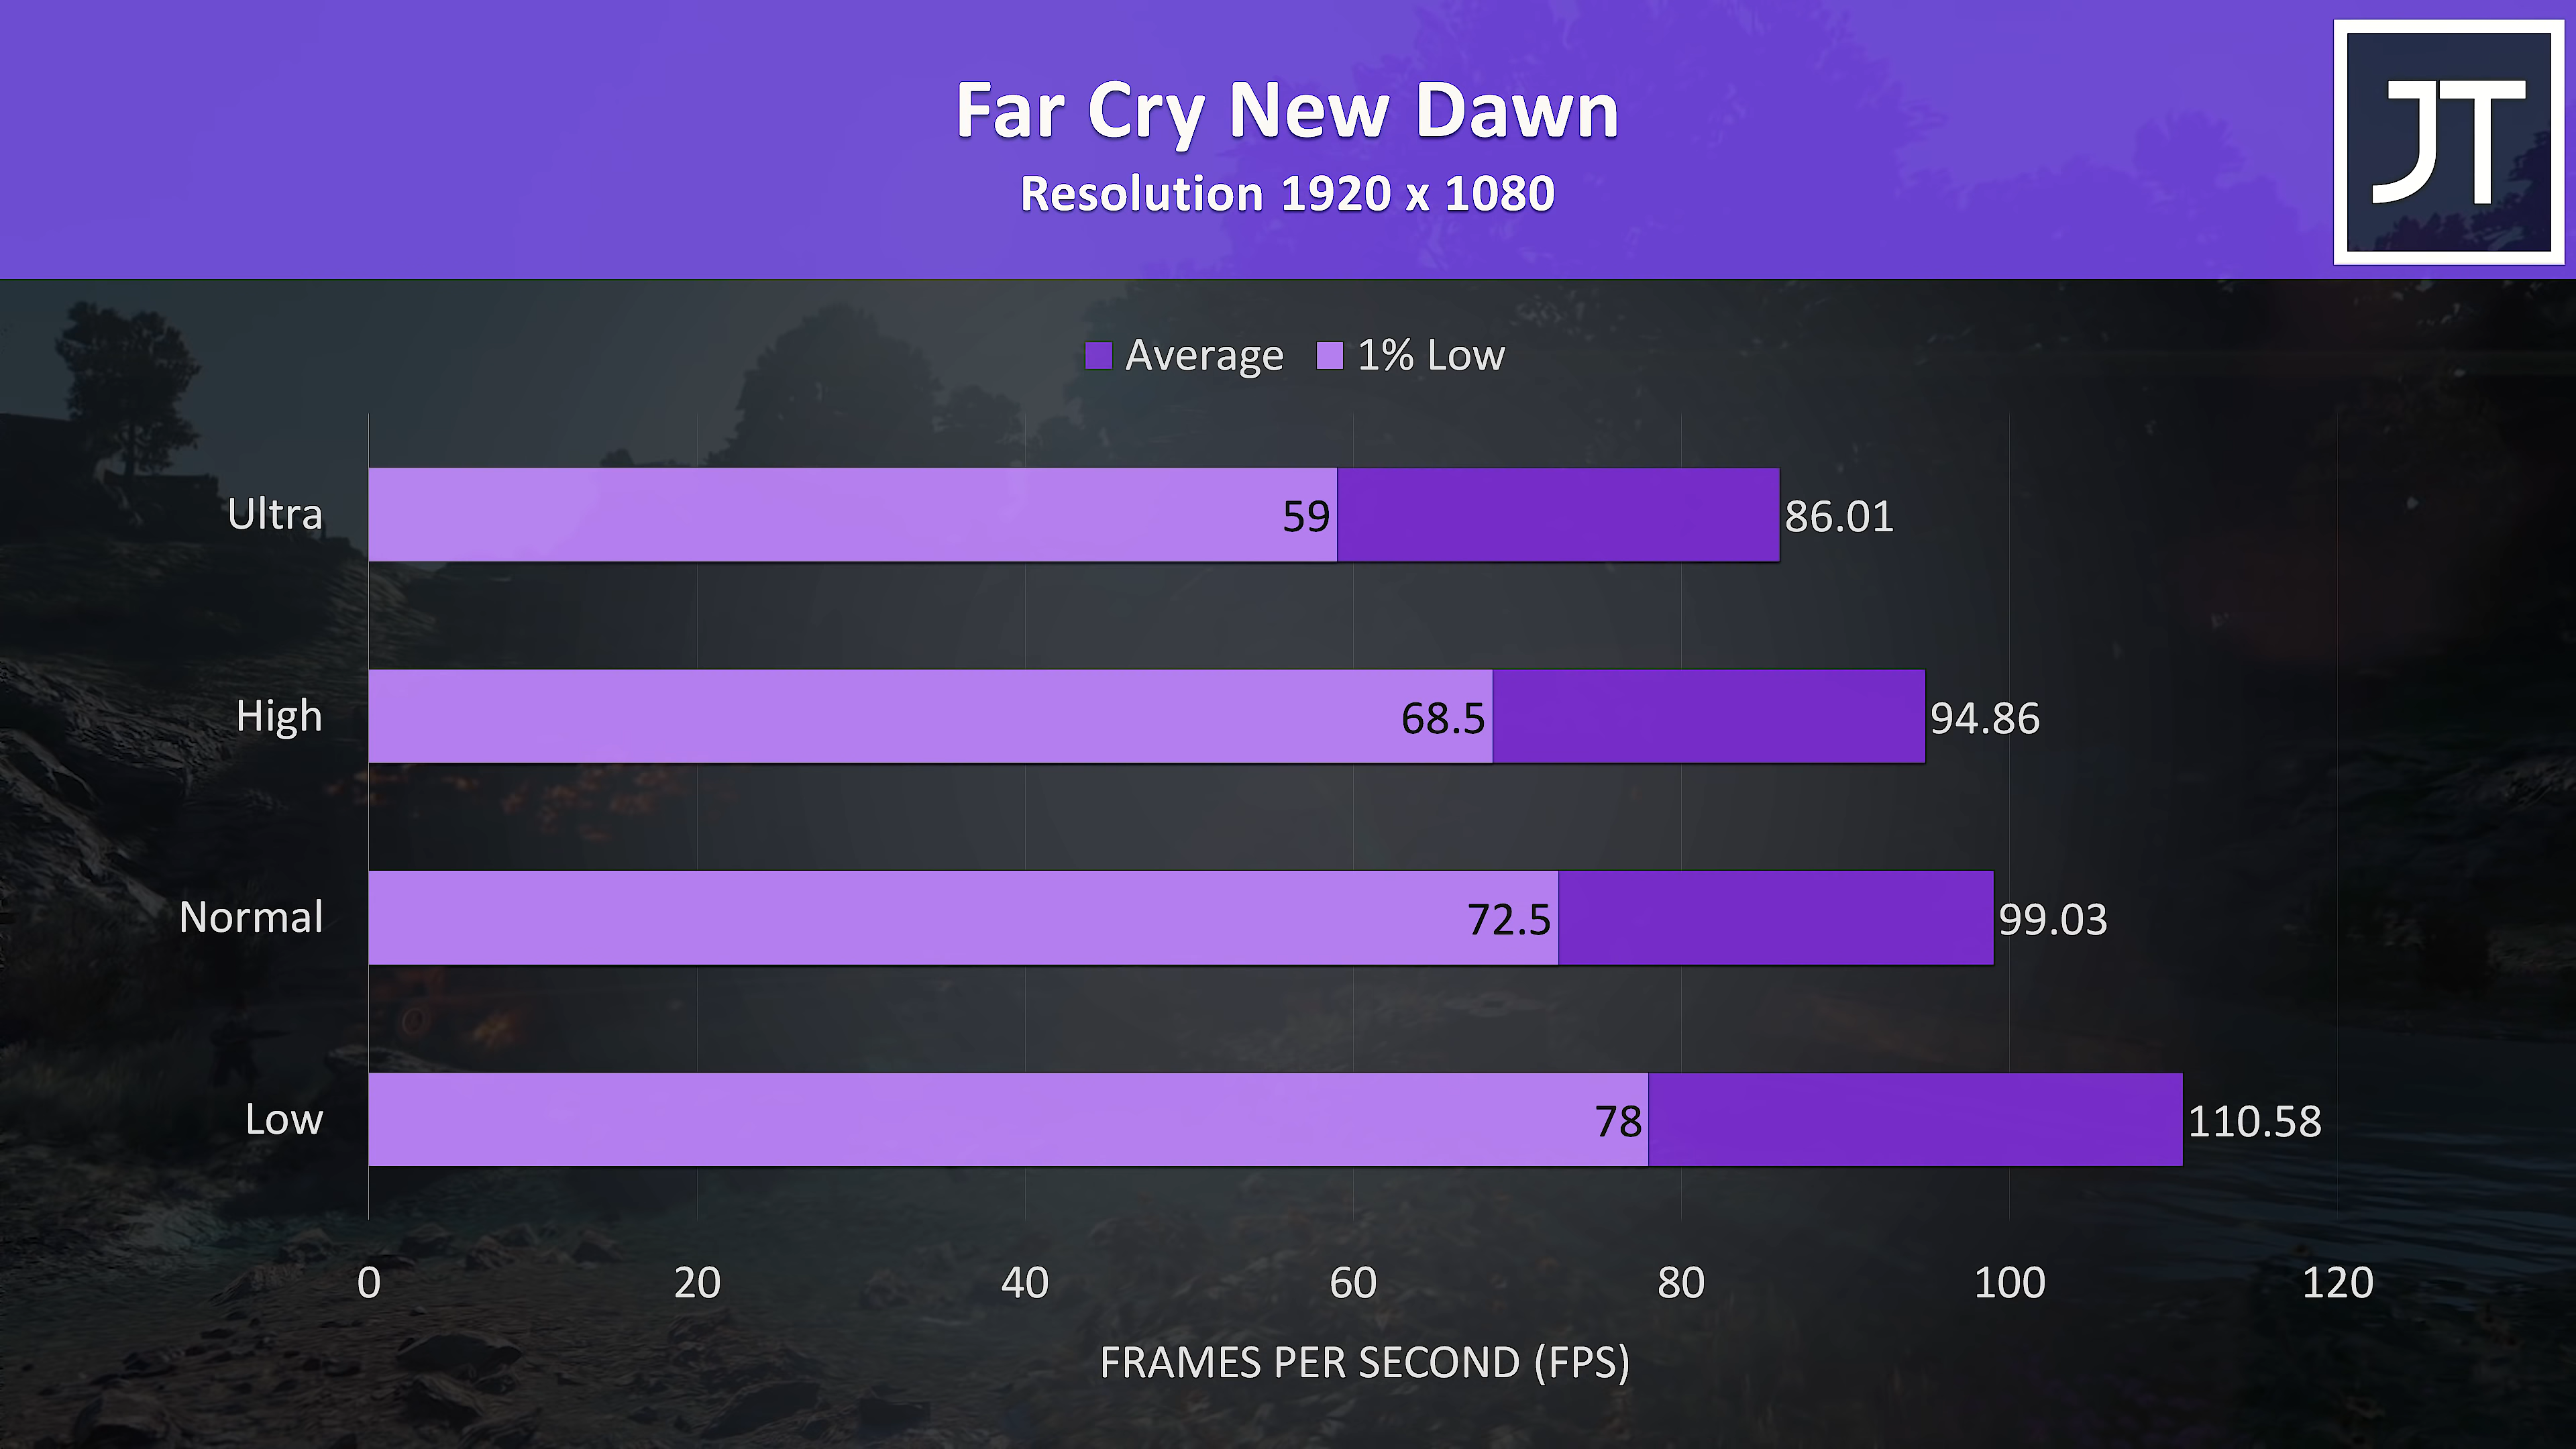 Far Cry New Dawn
Resolution 1920 x 1080
JT
Average 1% Low
Ultra 59 86.01
High 68.5 94.86
Normal 72.5 99.03
Low 78 110.58
0 20 40 60 80 100 120
FRAMES PER SECOND (FPS)